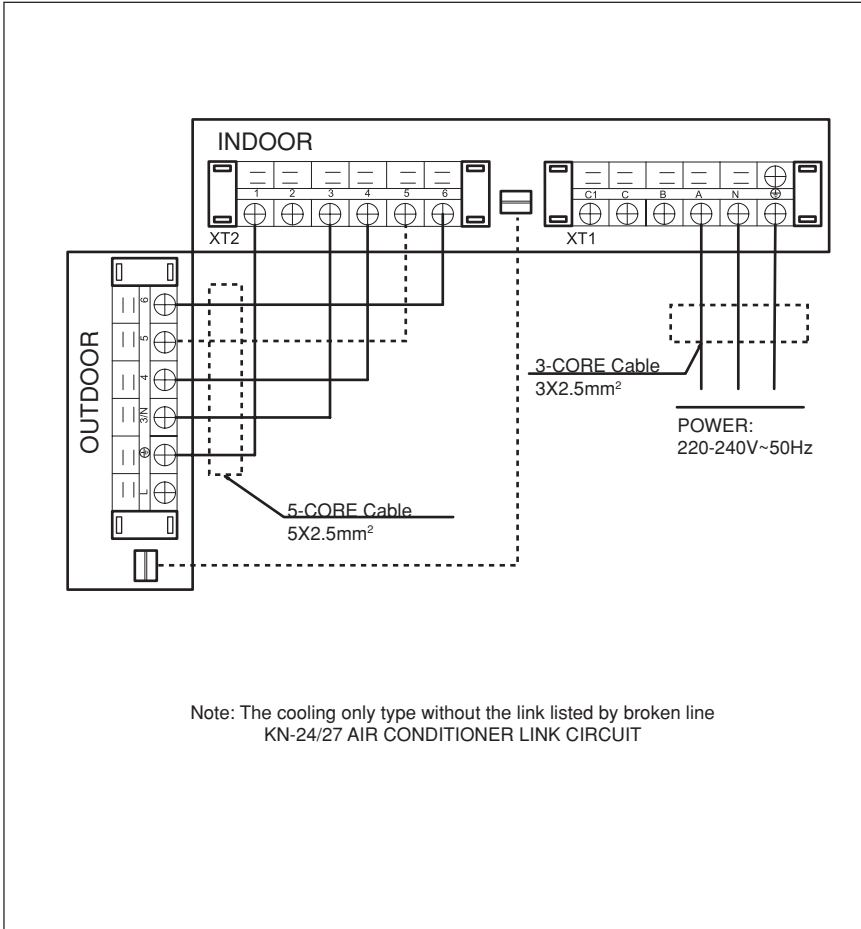 INDOOR
1 2 3 4 5 6
C1 C B A N
XT2
XT1
OUTDOOR
6
5
4
3/N
L
3-CORE Cable
3X2.5mm²
POWER:
220-240V~50Hz
5-CORE Cable
5X2.5mm²
Note: The cooling only type without the link listed by broken line
KN-24/27 AIR CONDITIONER LINK CIRCUIT